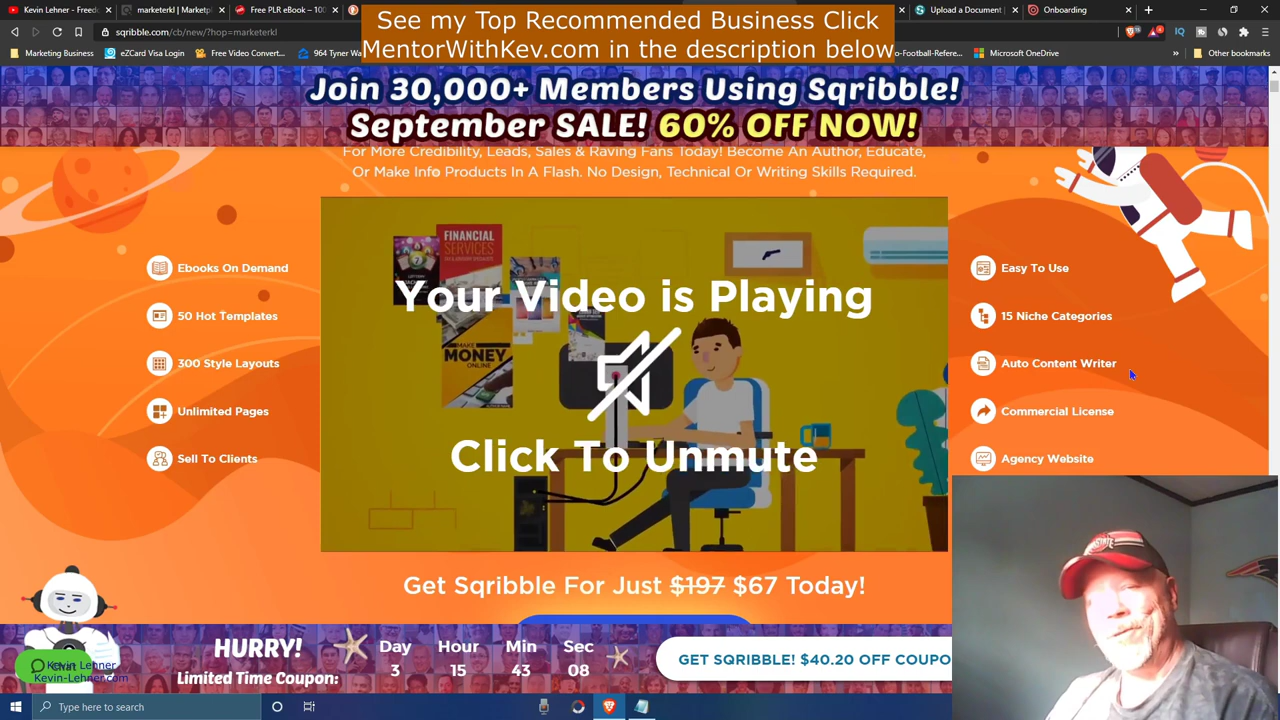 Kevin Lehner - Freed
marketerkl | Marketp
Free PLR eBook – 100
Upload a Document |
Onboarding
See my Top Recommended Business Click
MentorWithKev.com in the description below
sqribble.com/cb/new/?hop=marketerkl
Marketing Business
eZCard Visa Login
Free Video Convert...
964 Tyner W
o-Football-Refere...
Microsoft OneDrive
Other bookmarks
Join 30,000+ Members Using Sqribble!
September SALE! 60% OFF NOW!
For More Credibility, Leads, Sales & Raving Fans Today! Become An Author, Educate,
Or Make Info Products In A Flash. No Design, Technical Or Writing Skills Required.
Ebooks On Demand
50 Hot Templates
300 Style Layouts
Unlimited Pages
Sell To Clients
FINANCIAL
SERVICES
MAKE
MONEY
ONLINE
Your Video is Playing
Click To Unmute
Easy To Use
15 Niche Categories
Auto Content Writer
Commercial License
Agency Website
Get Sqribble For Just $197 $67 Today!
HURRY!
Limited Time Coupon:
Day Hour Min Sec
3 15 43 08
GET SQRIBBLE! $40.20 OFF COUPO
Kevin Lehner
Kevin-Lehner.com
Type here to search